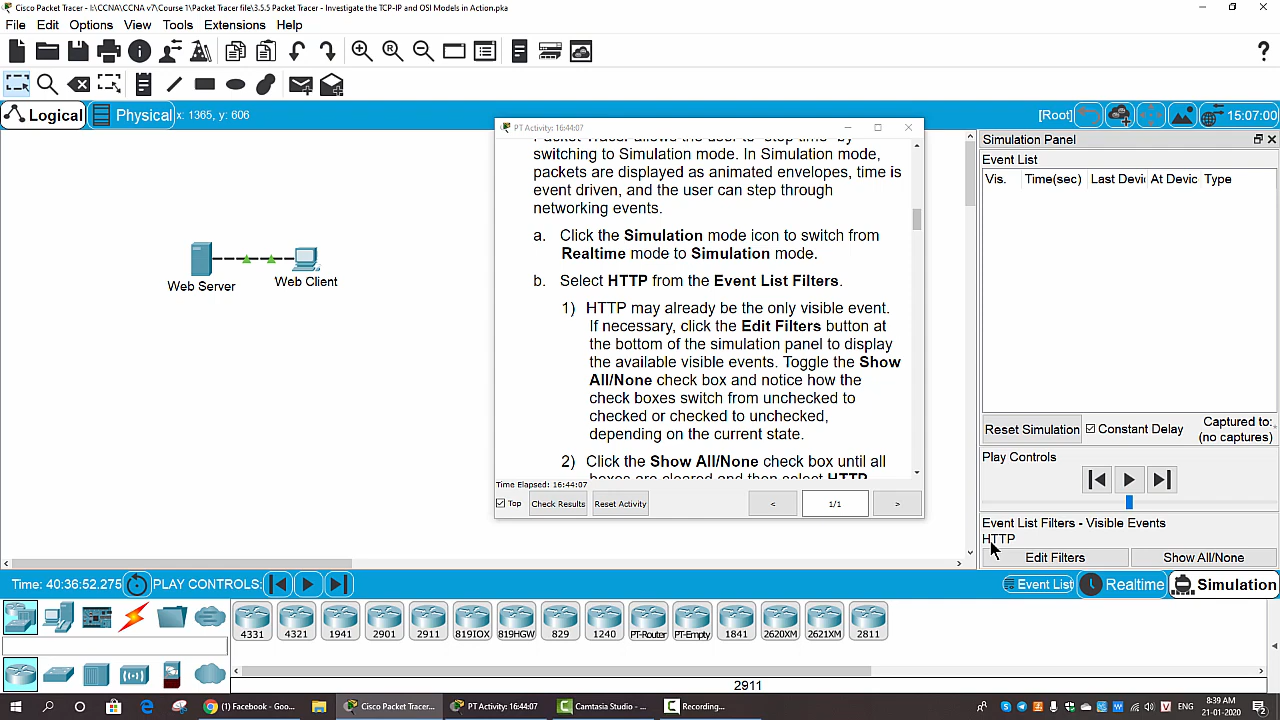 Cisco Packet Tracer - I:\CCNA\CCNA v7\Course 1\Packet Tracer file\3.5.5 Packet Tracer - Investigate the TCP-IP and OSI Models in Action.pka
File Edit Options View Tools Extensions Help
Logical Physical x: 1365, y: 606 [Root] 15:07:00
PT Activity: 16:44:07
switching to Simulation mode. In Simulation mode,
packets are displayed as animated envelopes, time is
event driven, and the user can step through
networking events.
a. Click the Simulation mode icon to switch from
Realtime mode to Simulation mode.
b. Select HTTP from the Event List Filters.
1) HTTP may already be the only visible event.
If necessary, click the Edit Filters button at
the bottom of the simulation panel to display
the available visible events. Toggle the Show
All/None check box and notice how the
check boxes switch from unchecked to
checked or checked to unchecked,
depending on the current state.
2) Click the Show All/None check box until all
boxes are cleared and then select HTTP
Time Elapsed: 16:44:07
Top Check Results Reset Activity < 1/1 >
Web Server
Web Client
Simulation Panel
Event List
Vis. Time(sec) Last Devi At Devic Type
Reset Simulation Constant Delay Captured to:
(no captures)
Play Controls
Event List Filters - Visible Events
HTTP
Edit Filters Show All/None
Time: 40:36:52.275 PLAY CONTROLS: Event List Realtime Simulation
4331 4321 1941 2901 2911 819IOX 819HGW 829 1240 PT-Router PT-Empty 1841 2620XM 2621XM 2811
2911
(1) Facebook - Goo... Cisco Packet Tracer... PT Activity: 16:44:07 Camtasia Studio - ... Recording...
8:39 AM
21-01-2020